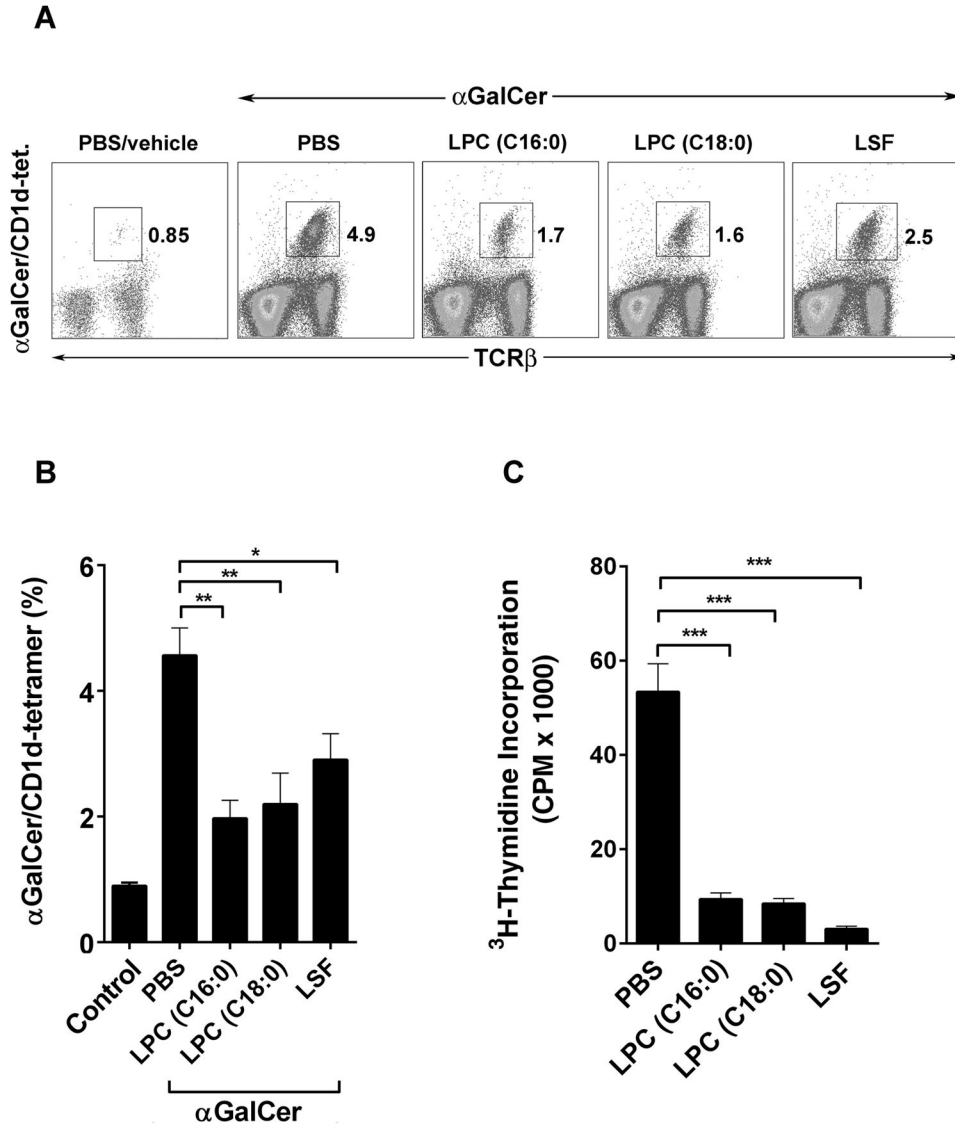 A
αGalCer
αGalCer/CD1d-tet.
PBS/vehicle PBS LPC (C16:0) LPC (C18:0) LSF
0.85 4.9 1.7 1.6 2.5
TCRβ
B
αGalCer/CD1d-tetramer (%)
6
4
2
0
*
**
**
Control PBS LPC (C16:0) LPC (C18:0) LSF
αGalCer
C
³H-Thymidine Incorporation
(CPM x 1000)
80
60
40
20
0
***
***
***
PBS LPC (C16:0) LPC (C18:0) LSF